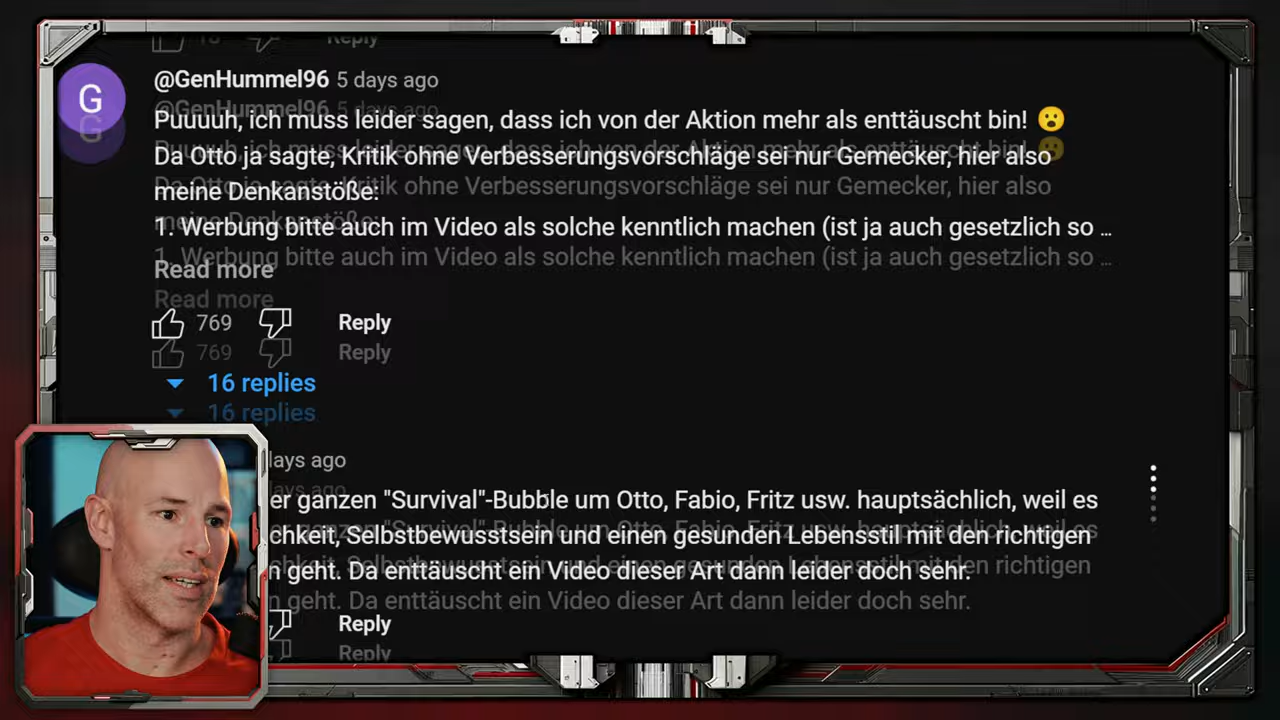 Reply
@GenHummel96 5 days ago
G
Puuuuh, ich muss leider sagen, dass ich von der Aktion mehr als enttäuscht bin! 😮
Da Otto ja sagte, Kritik ohne Verbesserungsvorschläge sei nur Gemecker, hier also
meine Denkanstöße:
1. Werbung bitte auch im Video als solche kenntlich machen (ist ja auch gesetzlich so ...
Read more
769 Reply
16 replies
days ago
er ganzen "Survival"-Bubble um Otto, Fabio, Fritz usw. hauptsächlich, weil es
chkeit, Selbstbewusstsein und einen gesunden Lebensstil mit den richtigen
n geht. Da enttäuscht ein Video dieser Art dann leider doch sehr.
Reply